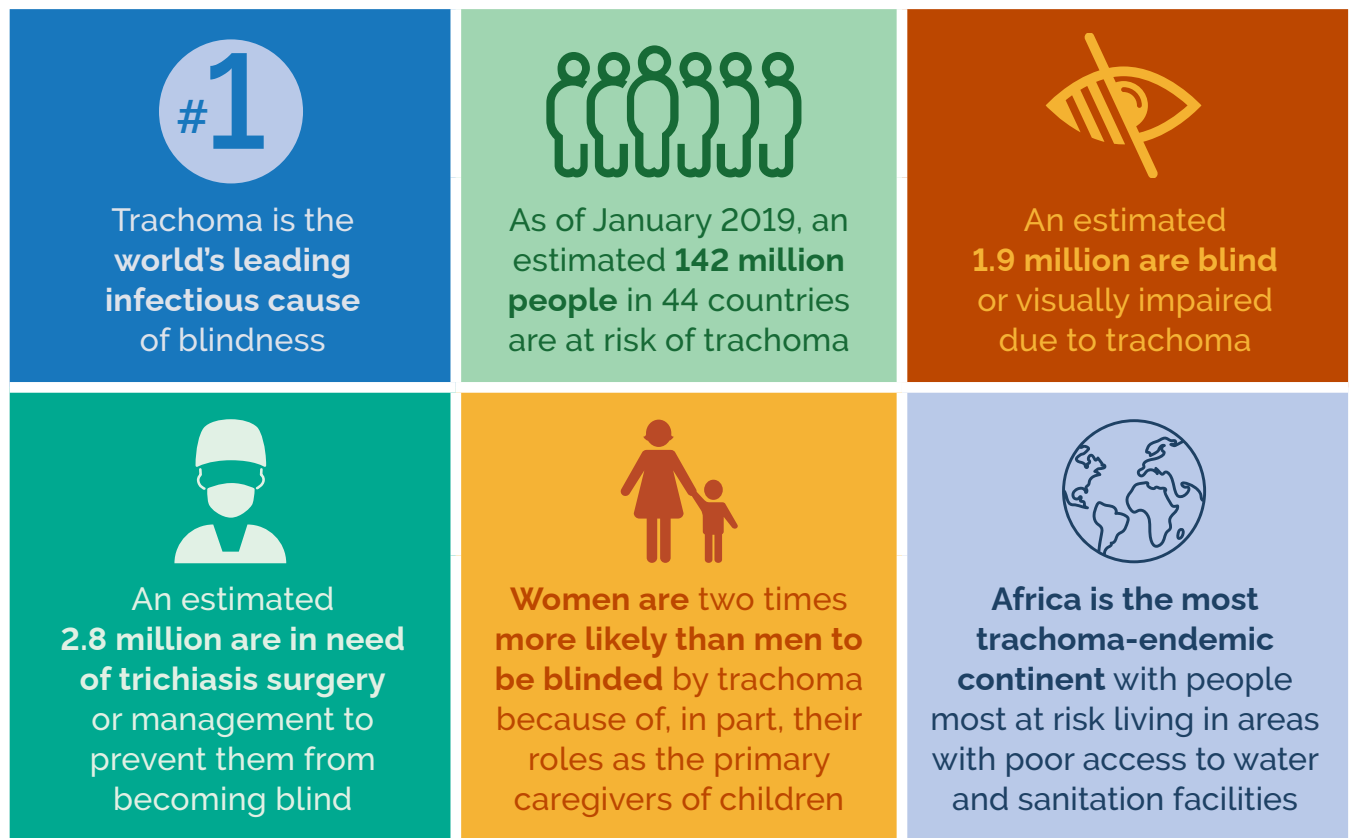 #1
Trachoma is the
world's leading
infectious cause
of blindness
As of January 2019, an
estimated 142 million
people in 44 countries
are at risk of trachoma
An estimated
1.9 million are blind
or visually impaired
due to trachoma
An estimated
2.8 million are in need
of trichiasis surgery
or management to
prevent them from
becoming blind
Women are two times
more likely than men to
be blinded by trachoma
because of, in part, their
roles as the primary
caregivers of children
Africa is the most
trachoma-endemic
continent with people
most at risk living in areas
with poor access to water
and sanitation facilities